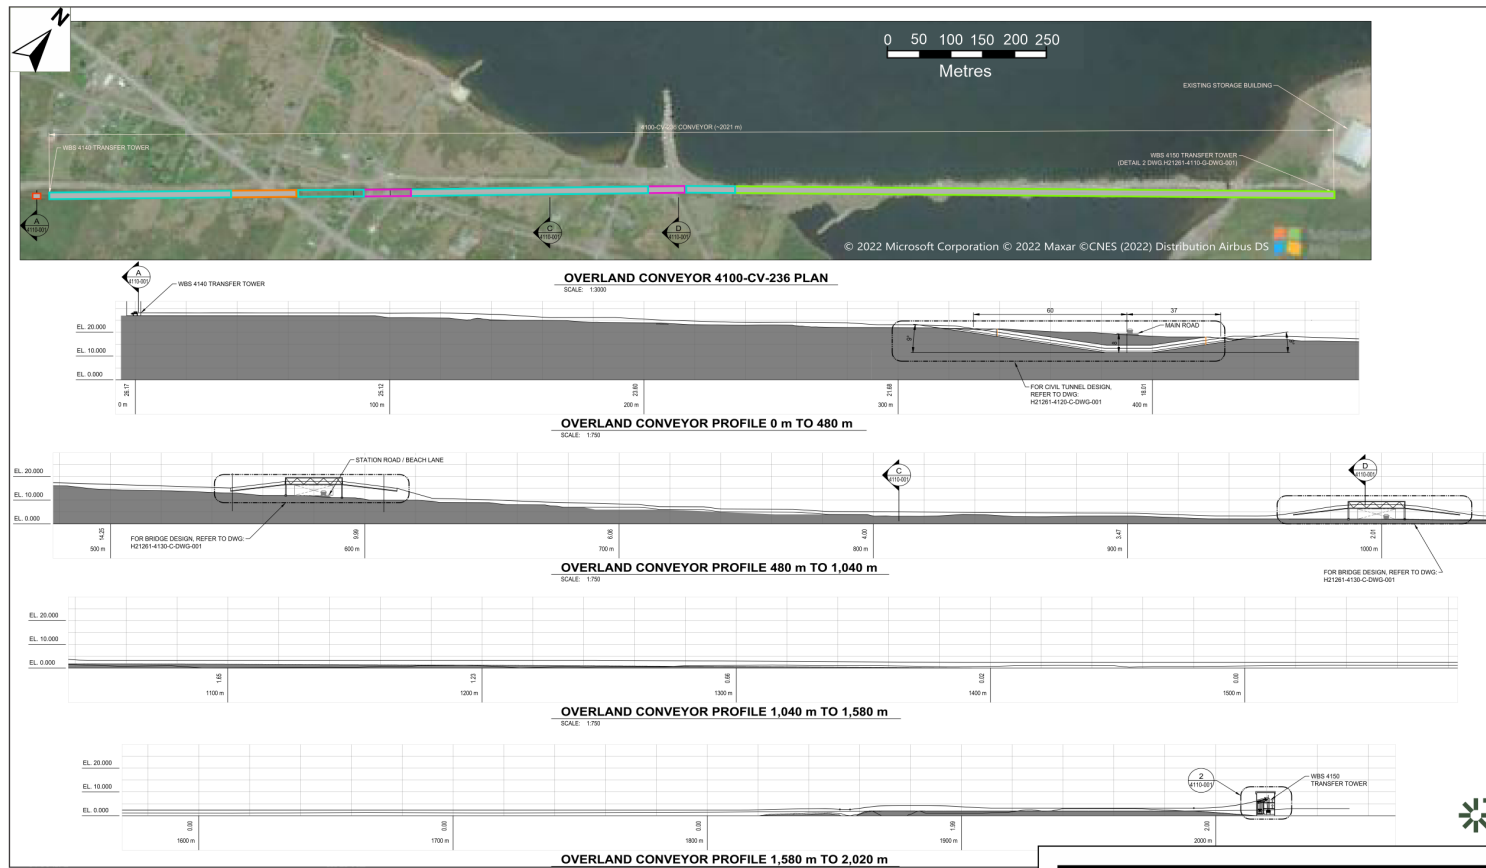 N
0 50 100 150 200 250
Metres
EXISTING STORAGE BUILDING
4100-CV-236 CONVEYOR (~2021 m)
WBS 4140 TRANSFER TOWER
WBS 4150 TRANSFER TOWER
(DETAIL 2 DWG.H21261-4110-G-DWG-001)
A
4110-001
C
4110-001
D
4110-001
© 2022 Microsoft Corporation © 2022 Maxar ©CNES (2022) Distribution Airbus DS
OVERLAND CONVEYOR 4100-CV-236 PLAN
SCALE: 1:3000
A
4110-001
WBS 4140 TRANSFER TOWER
60 37
MAIN ROAD
EL. 20.000
EL. 10.000
EL. 0.000
FOR CIVIL TUNNEL DESIGN,
REFER TO DWG:
H21261-4120-C-DWG-001
26.17 25.12 23.60 21.68 18.01
0 m 100 m 200 m 300 m 400 m
OVERLAND CONVEYOR PROFILE 0 m TO 480 m
SCALE: 1:750
STATION ROAD / BEACH LANE
C
4110-001
D
4110-001
EL. 20.000
EL. 10.000
EL. 0.000
FOR BRIDGE DESIGN, REFER TO DWG:
H21261-4130-C-DWG-001
14.25 9.99 6.06 4.00 3.47 2.01
500 m 600 m 700 m 800 m 900 m 1000 m
FOR BRIDGE DESIGN, REFER TO DWG:
H21261-4130-C-DWG-001
OVERLAND CONVEYOR PROFILE 480 m TO 1,040 m
SCALE: 1:750
EL. 20.000
EL. 10.000
EL. 0.000
1.65 1.23 0.66 0.02 0.00
1100 m 1200 m 1300 m 1400 m 1500 m
OVERLAND CONVEYOR PROFILE 1,040 m TO 1,580 m
SCALE: 1:750
EL. 20.000
EL. 10.000
EL. 0.000
2
4110-001
WBS 4150
TRANSFER TOWER
0.00 0.00 0.00 1.99 2.00
1600 m 1700 m 1800 m 1900 m 2000 m
OVERLAND CONVEYOR PROFILE 1,580 m TO 2,020 m